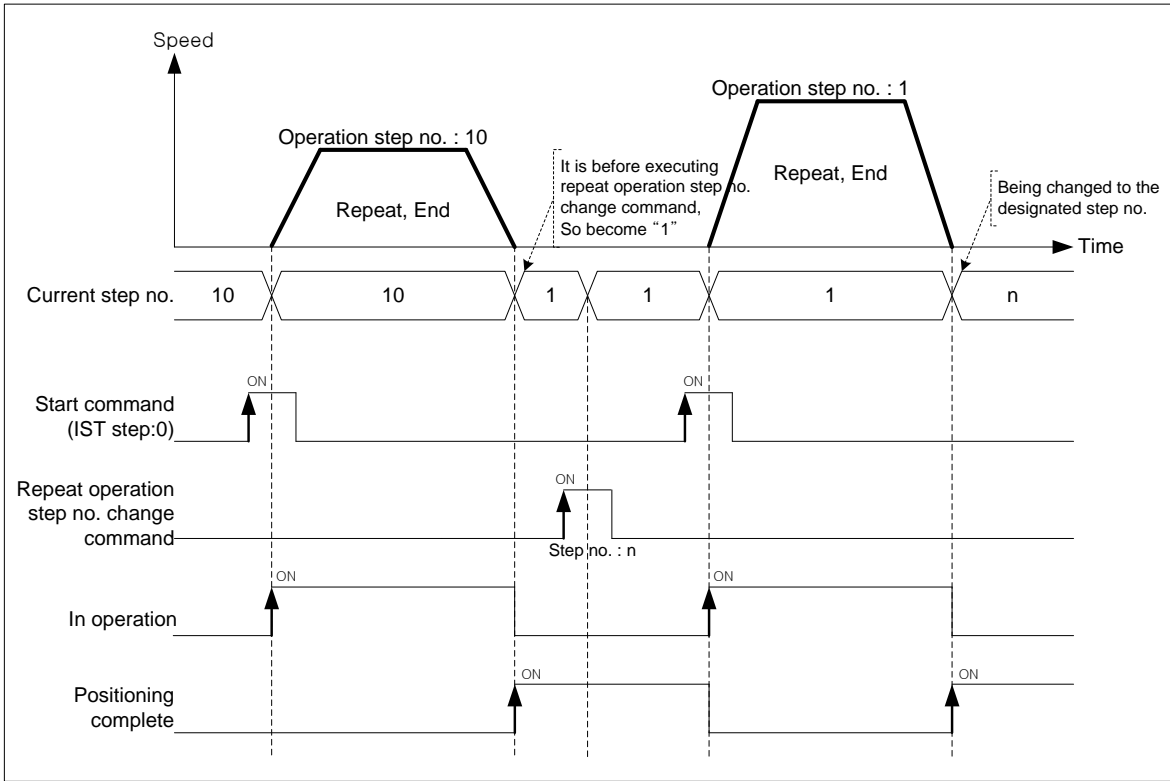 Speed
Operation step no. : 1
Operation step no. : 10
It is before executing
repeat operation step no.
change command,
So become “1”
Repeat, End
Repeat, End
Being changed to the
designated step no.
Time
Current step no.
10
10
1
1
1
n
ON
ON
Start command
(IST step:0)
Repeat operation
step no. change
command
ON
Step no. : n
ON
ON
In operation
ON
ON
Positioning
complete